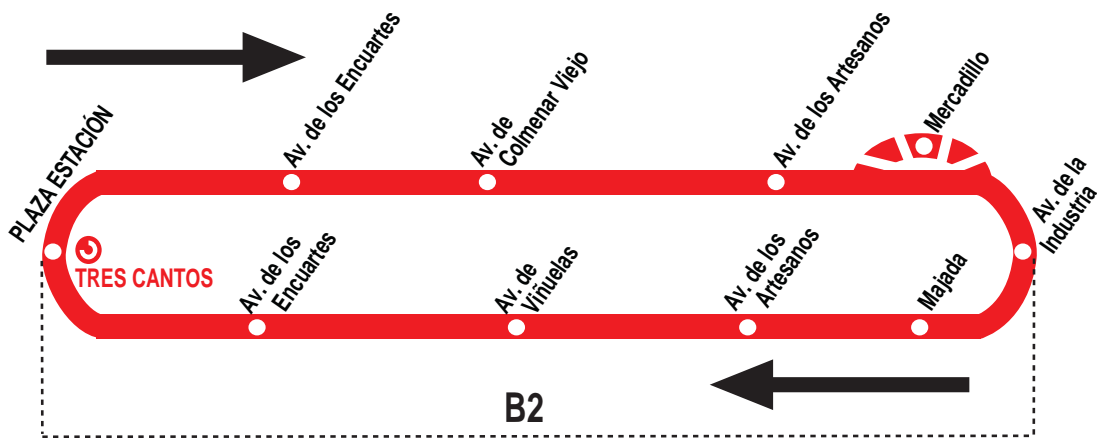 PLAZA ESTACIÓN
Av. de los Encuartes
Av. de
Colmenar Viejo
Av. de los Artesanos
Mercadillo
Av. de la
Industria
TRES CANTOS
Av. de los
Encuartes
Av. de
Viñuelas
Av. de los
Artesanos
Majada
B2